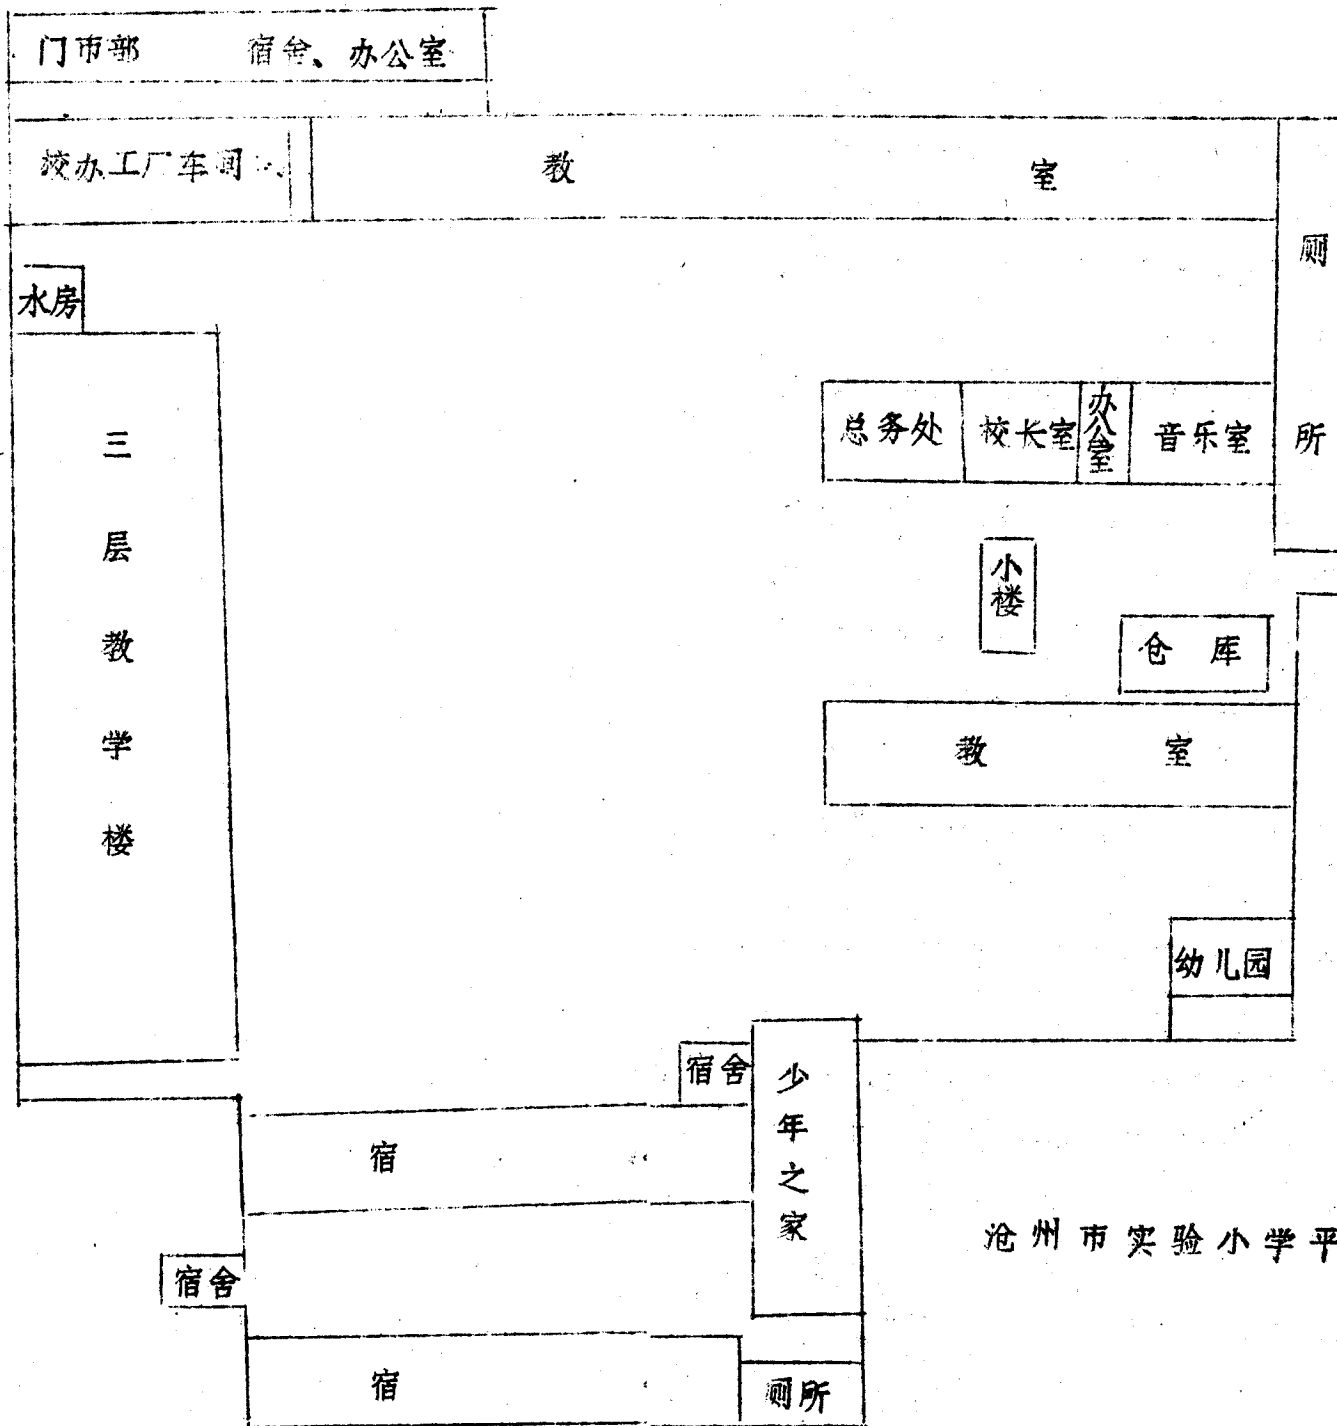 门市部 宿舍、办公室
校办工厂车间
教 室
厕所
水房
三层教学楼
总务处 校长室 办公室 音乐室
小楼
仓 库
教 室
幼儿园
宿舍
少年之家
宿
宿舍
宿
厕所
沧州市实验小学平